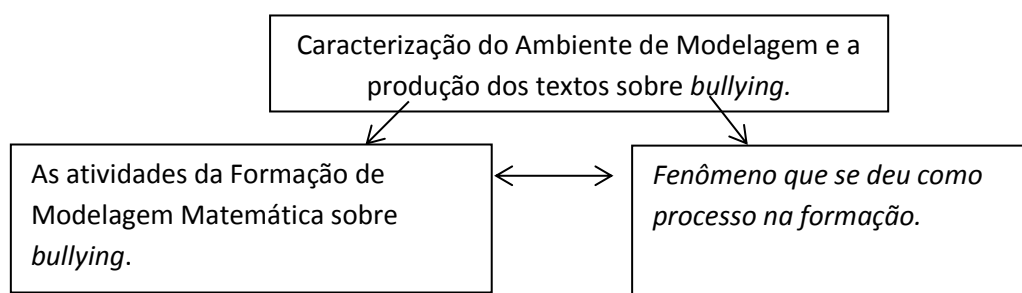 Caracterização do Ambiente de Modelagem e a
produção dos textos sobre bullying.
As atividades da Formação de
Modelagem Matemática sobre
bullying.
Fenômeno que se deu como
processo na formação.